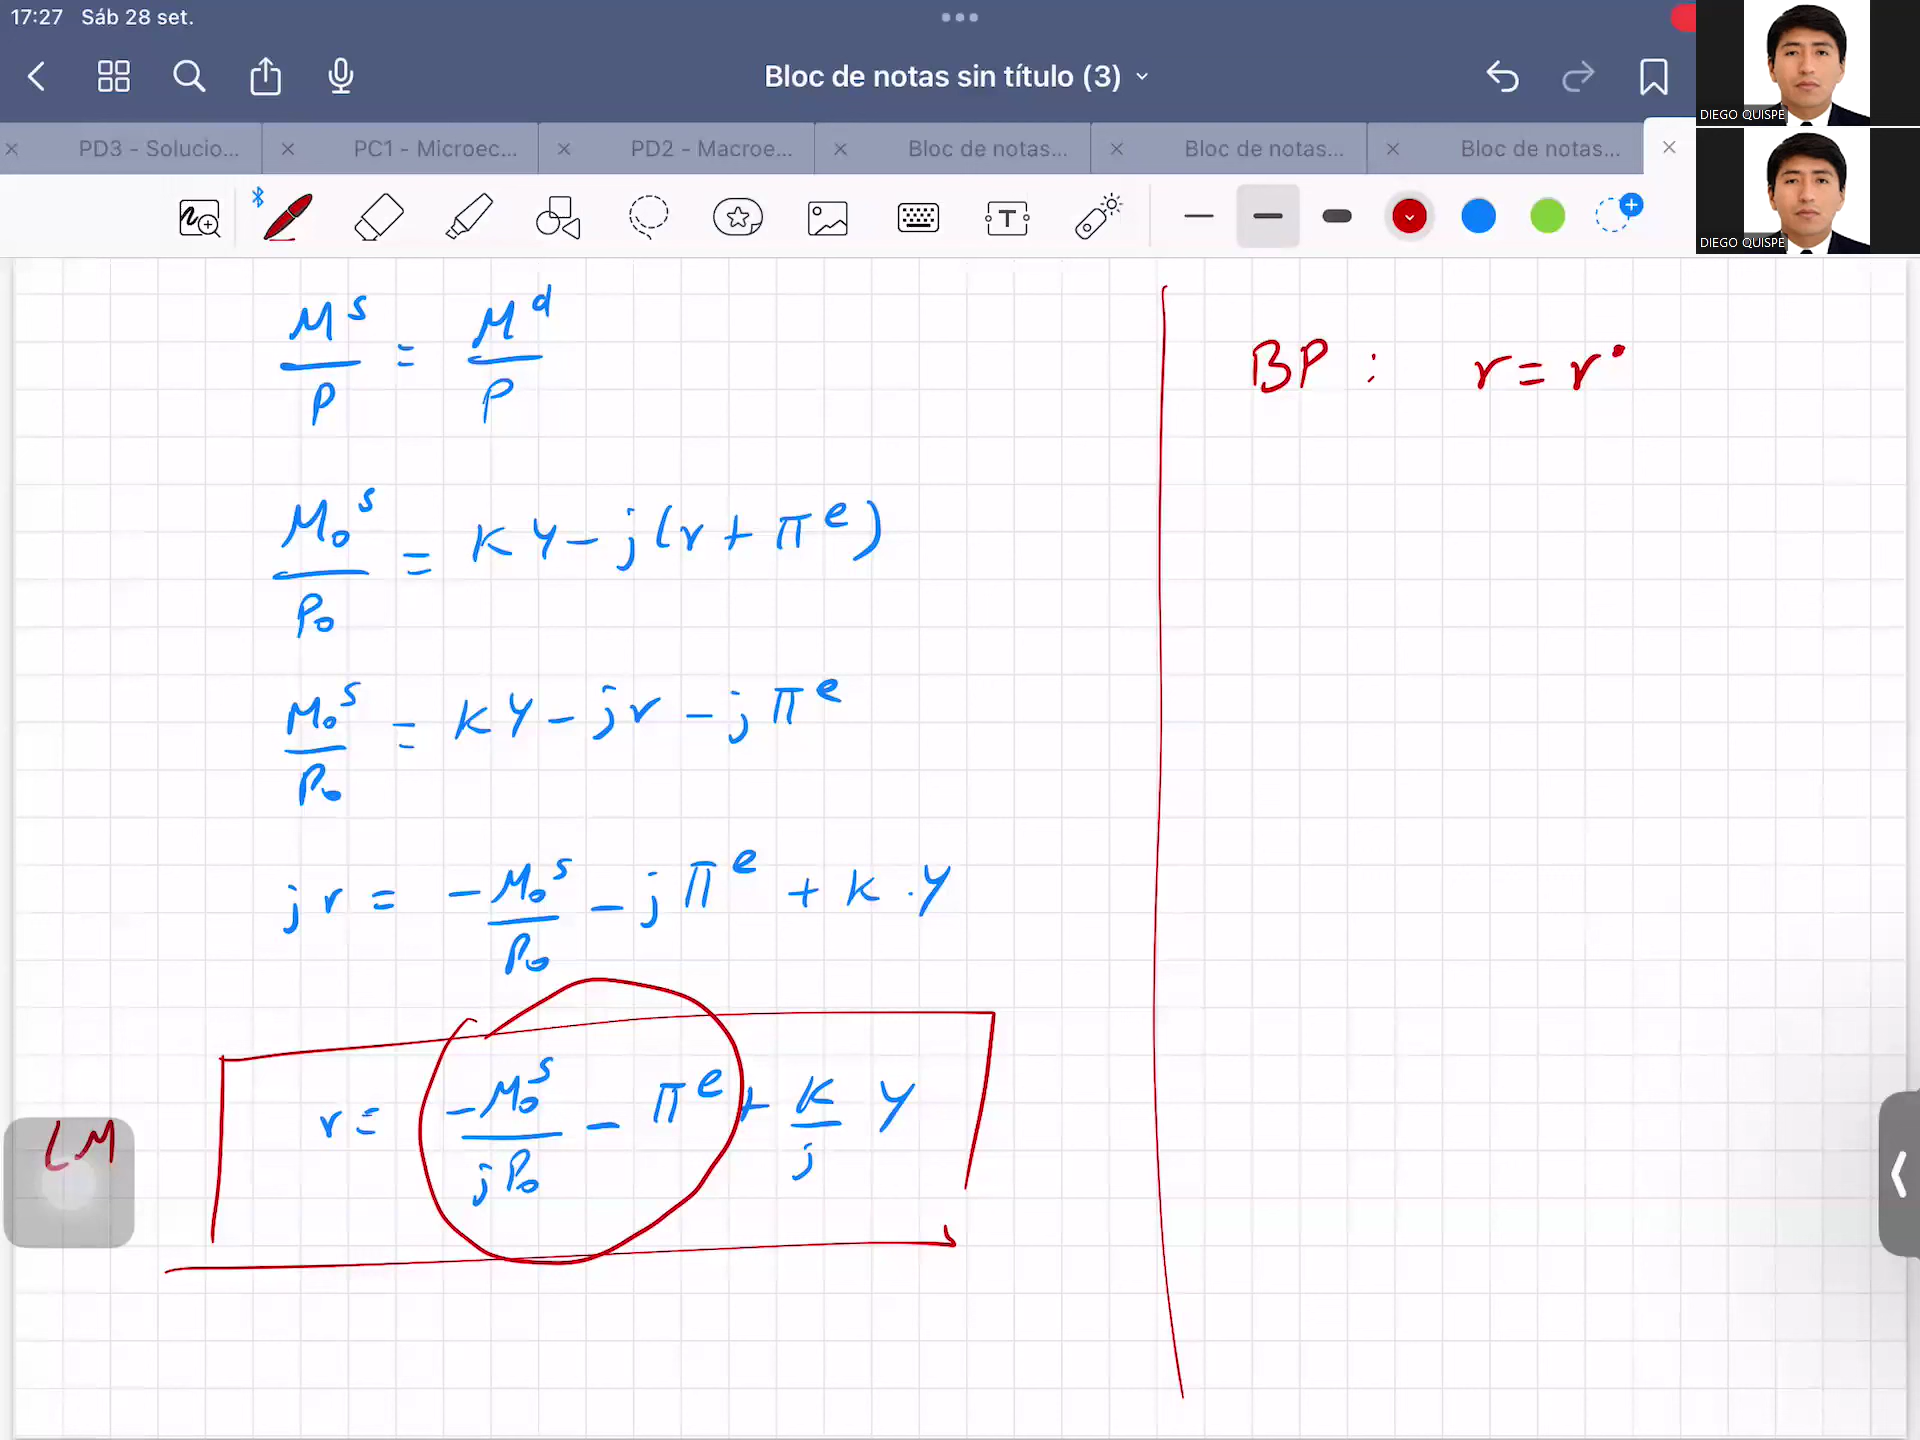 17:27 Sáb 28 set.
Bloc de notas sin título (3)
DIEGO QUISPE
DIEGO QUISPE
PD3 - Solucio... PC1 - Microec... PD2 - Macroe... Bloc de notas... Bloc de notas... Bloc de notas...
M^s/P = M^d/P
M₀^s/P₀ = KY - j(r + π^e)
M₀^s/P₀ = KY - jr - jπ^e
jr = -M₀^s/P₀ - jπ^e + K . Y
LM r = -M₀^s/jP₀ - π^e + K/j Y
BP : r = r•